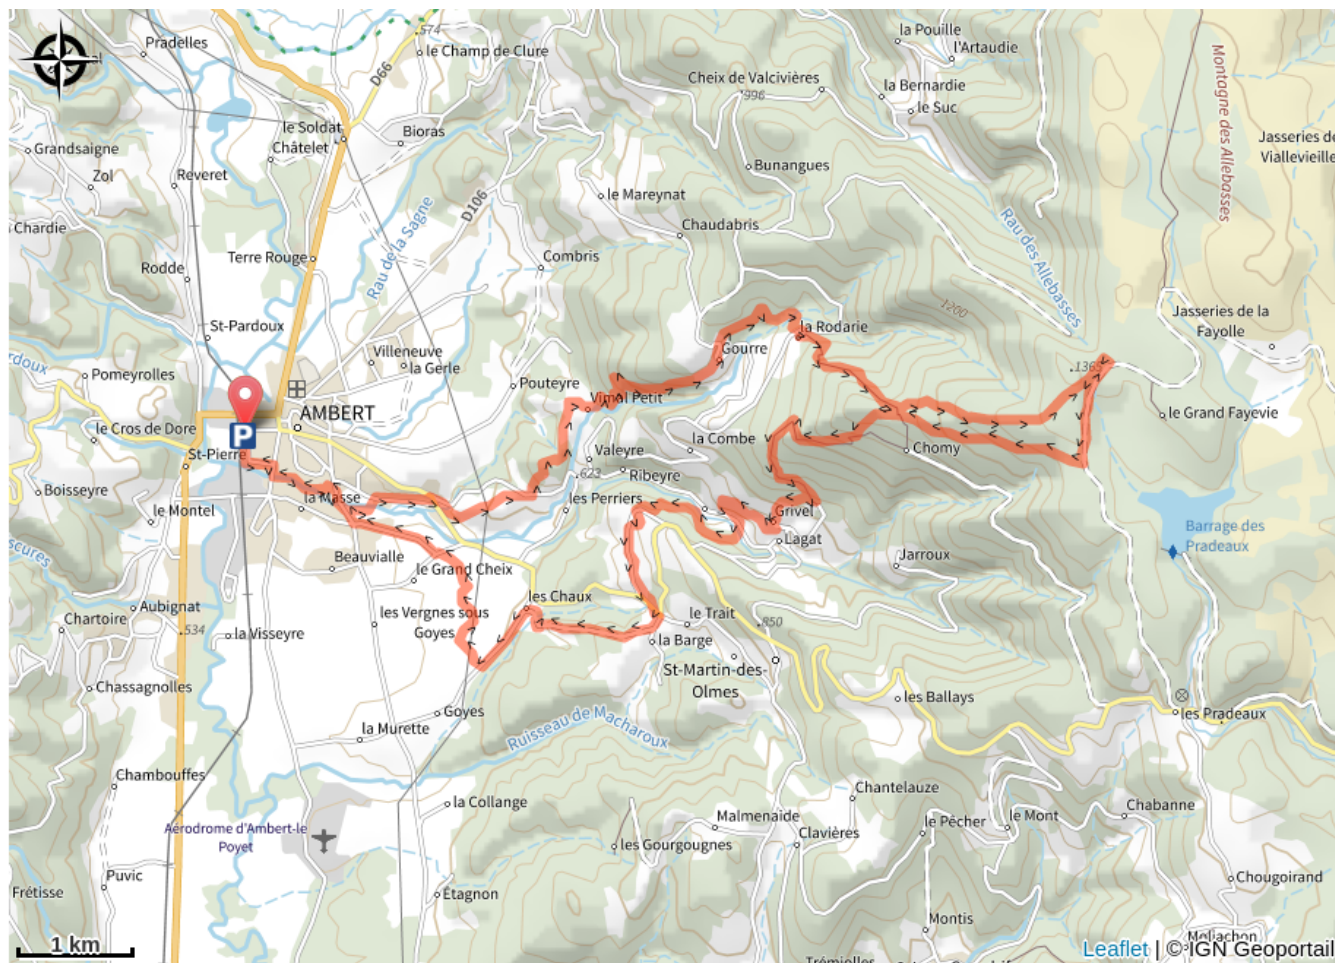 Pradelles
.574
le Champ de Clure
la Pouille
l'Artaudie
D66
Cheix de Valcivières
.996
la Bernardie
le Suc
Montagne des Allebasses
le Soldat
Châtelet
Bioras
Jasseries de
Viallevieille
Grandsaigne
Zol
Reveret
Bunangues
D106
le Mareynat
Chardie
Chaudabris
Rau de la Sagne
Rau des Allebasses
Terre Rouge
Combris
Rodde
1200
Jasseries de la
Fayolle
St-Pardoux
la Rodarie
Villeneuve
la Gerle
Gourre
.1365
Pomeyrolles
Pouteyre
Vimal Petit
AMBERT
P
le Grand Fayevie
le Cros de Dore
la Combe
Chomy
St-Pierre
Valeyre
.623
Ribeyre
Boisseyre
la Masse
les Perriers
le Montel
Grivel
Lagat
Barrage des
Pradeaux
Beauvialle
Jarroux
le Grand Cheix
les Chaux
Aubignat
les Vergnes sous
Goyes
le Trait
.850
Chartoire
.534
la Visseyre
la Barge
St-Martin-des-
Olmes
Chassagnolles
les Ballays
Goyes
les Pradeaux
la Murette
Ruisseau de Macharoux
Chambouffes
Chantelauze
la Collange
Malmenaide
le Pêcher
le Mont
Chabanne
Aérodrome d'Ambert-le
Poyet
Clavières
les Gourgougnes
Puvic
Chougoirand
Frétisse
Etagnon
Montis
1 km
Leaflet | © IGN Geoportail